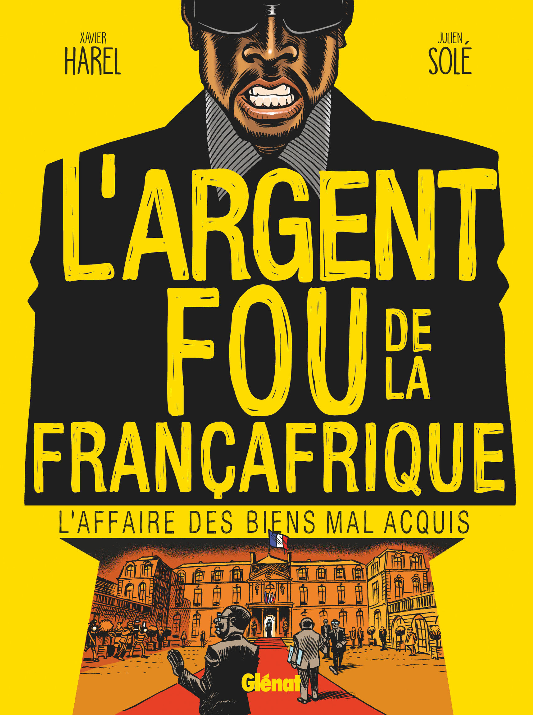 XAVIER
HAREL
JULIEN
SOLÉ
L'ARGENT
FOU
DE
LA
FRANÇAFRIQUE
L'AFFAIRE DES BIENS MAL ACQUIS
Glénat